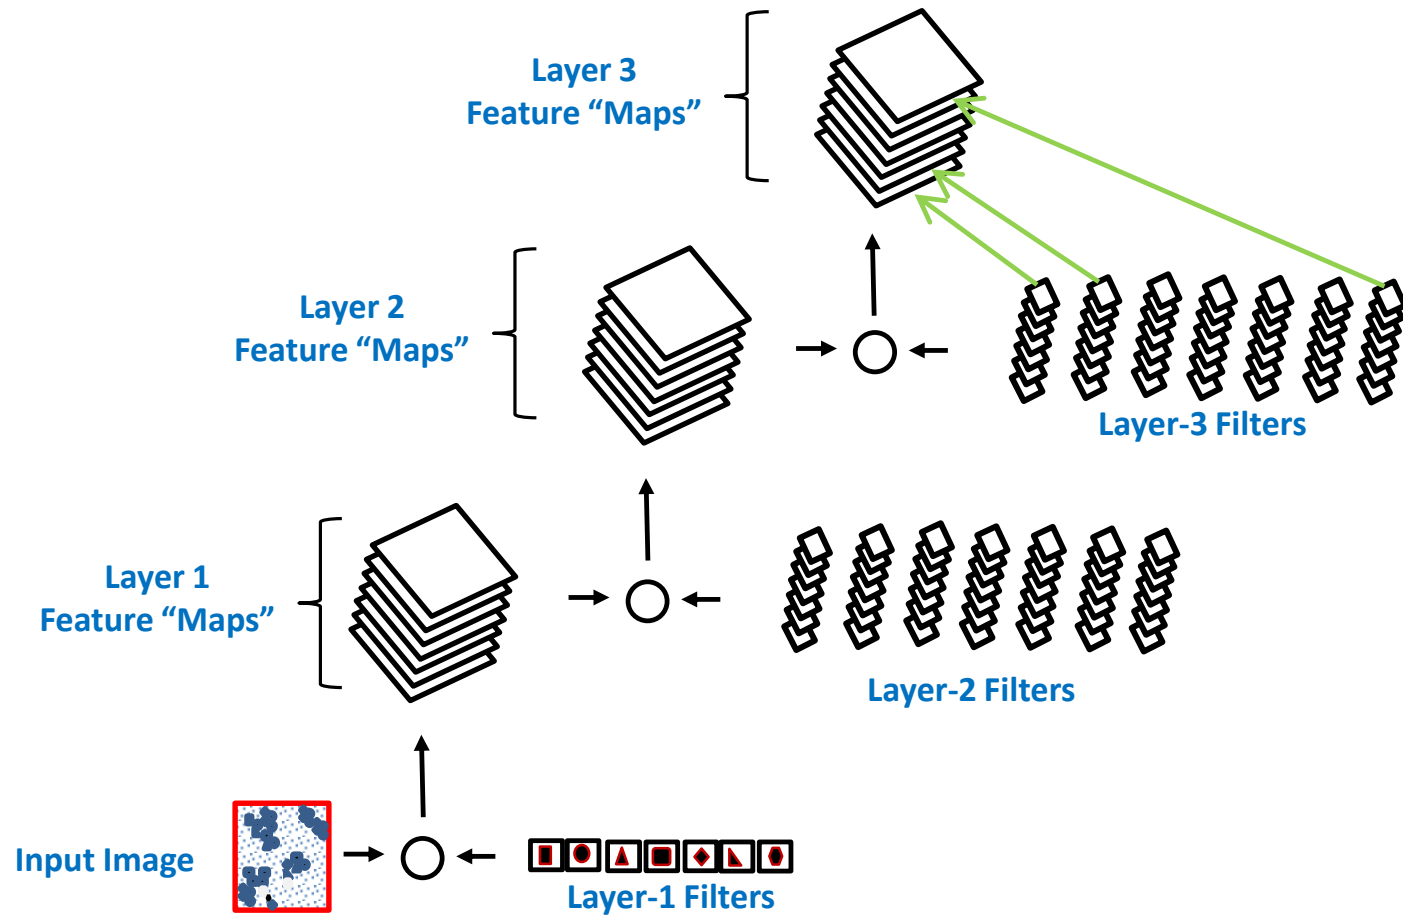 Layer 3
Feature “Maps”
Layer 2
Feature “Maps”
Layer-3 Filters
Layer 1
Feature “Maps”
Layer-2 Filters
Input Image
Layer-1 Filters